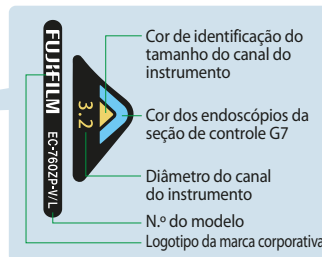 Cor de identificação do
tamanho do canal do
instrumento
Cor dos endoscópios da
seção de controle G7
Diâmetro do canal
do instrumento
N.º do modelo
Logotipo da marca corporativa
FUJIFILM EC-760ZP-V/L
3.2